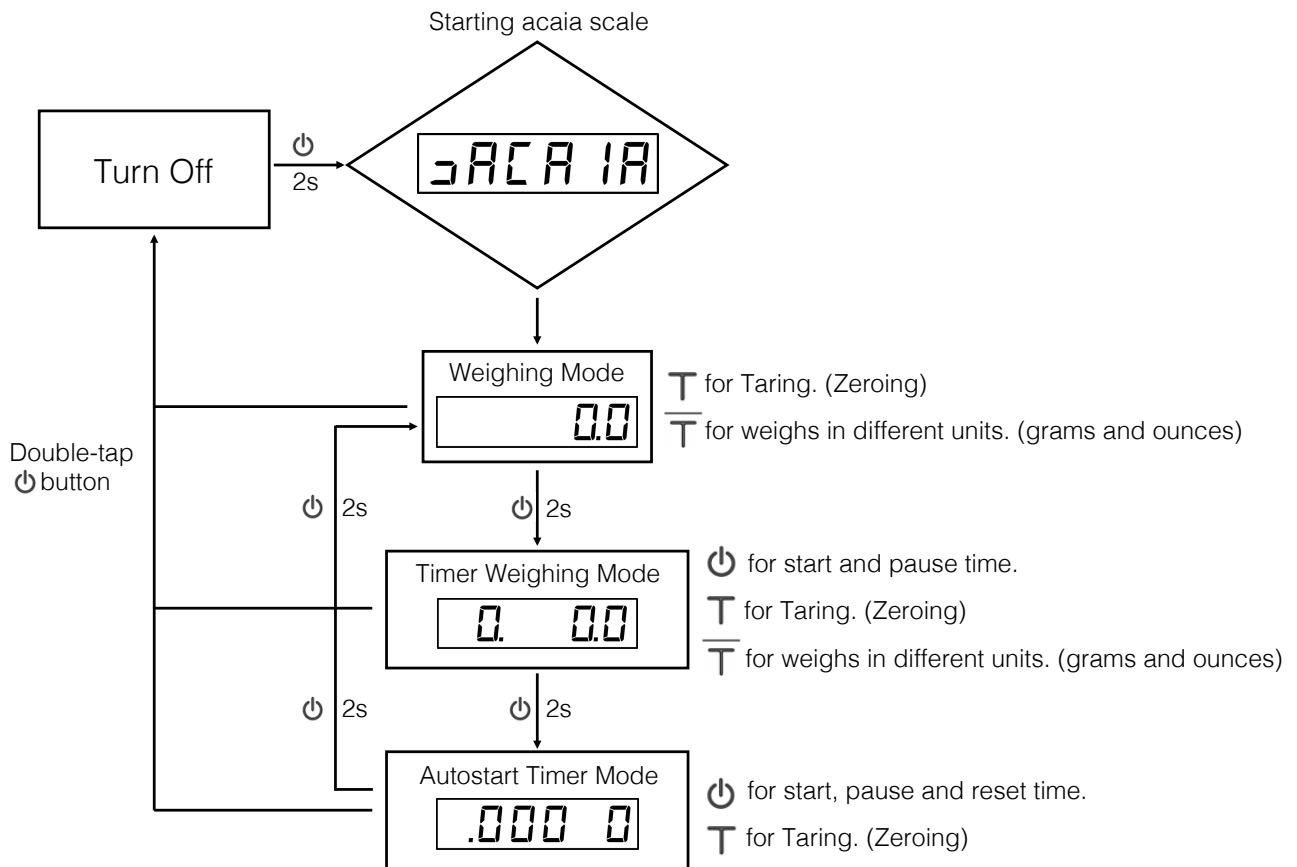 Starting acaia scale
Turn Off
2s
ACAIA
Weighing Mode
0.0
T for Taring. (Zeroing)
T for weighs in different units. (grams and ounces)
Double-tap
button
2s
2s
Timer Weighing Mode
0. 0.0
for start and pause time.
T for Taring. (Zeroing)
T for weighs in different units. (grams and ounces)
2s
2s
Autostart Timer Mode
.000 0
for start, pause and reset time.
T for Taring. (Zeroing)